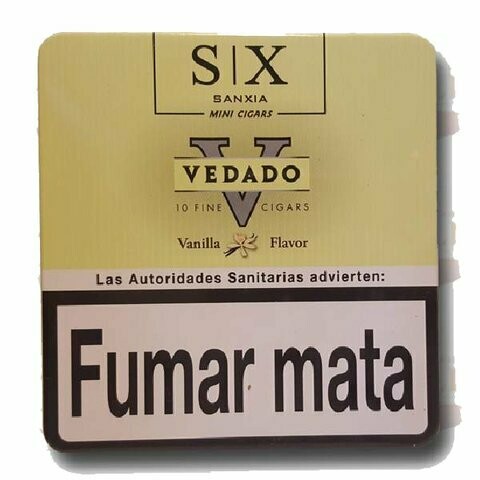 S|X
SANXIA
MINI CIGARS
V
VEDADO
10 FINE CIGARS
Vanilla Flavor
Las Autoridades Sanitarias advierten:
Fumar mata